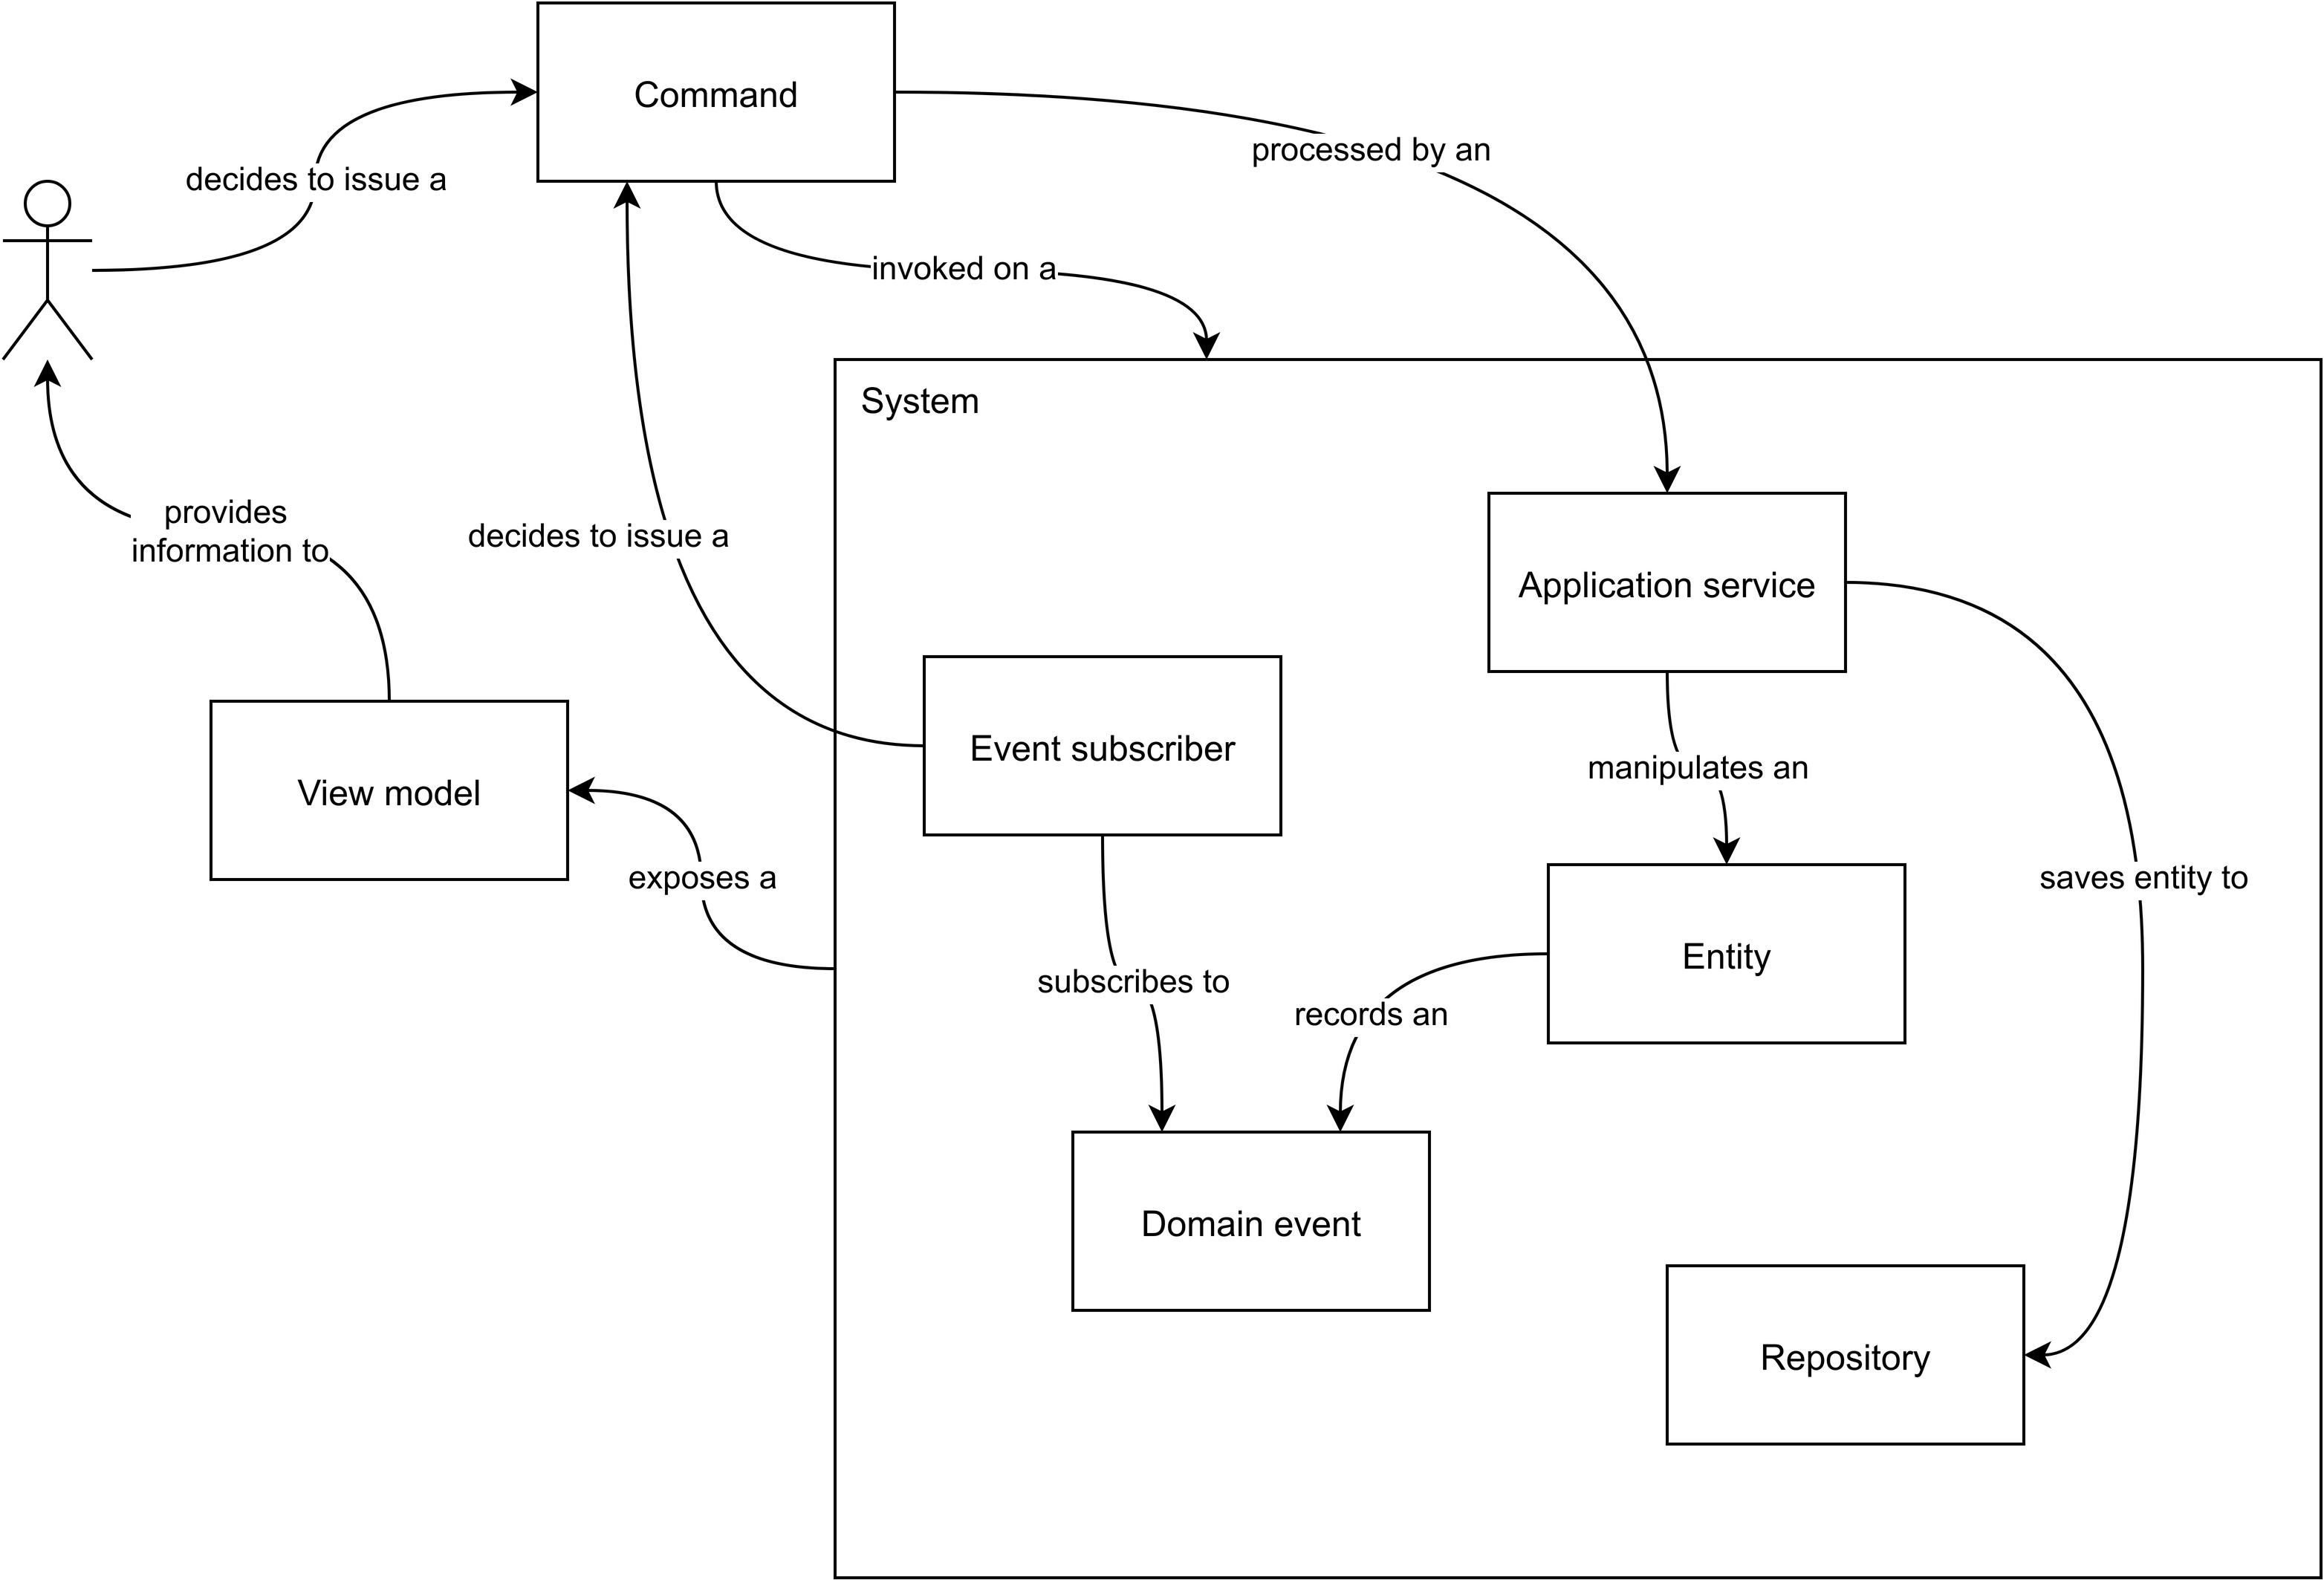 Command
processed by an
decides to issue a
invoked on a
System
provides
information to
decides to issue a
Application service
Event subscriber
manipulates an
View model
exposes a
saves entity to
Entity
subscribes to
records an
Domain event
Repository